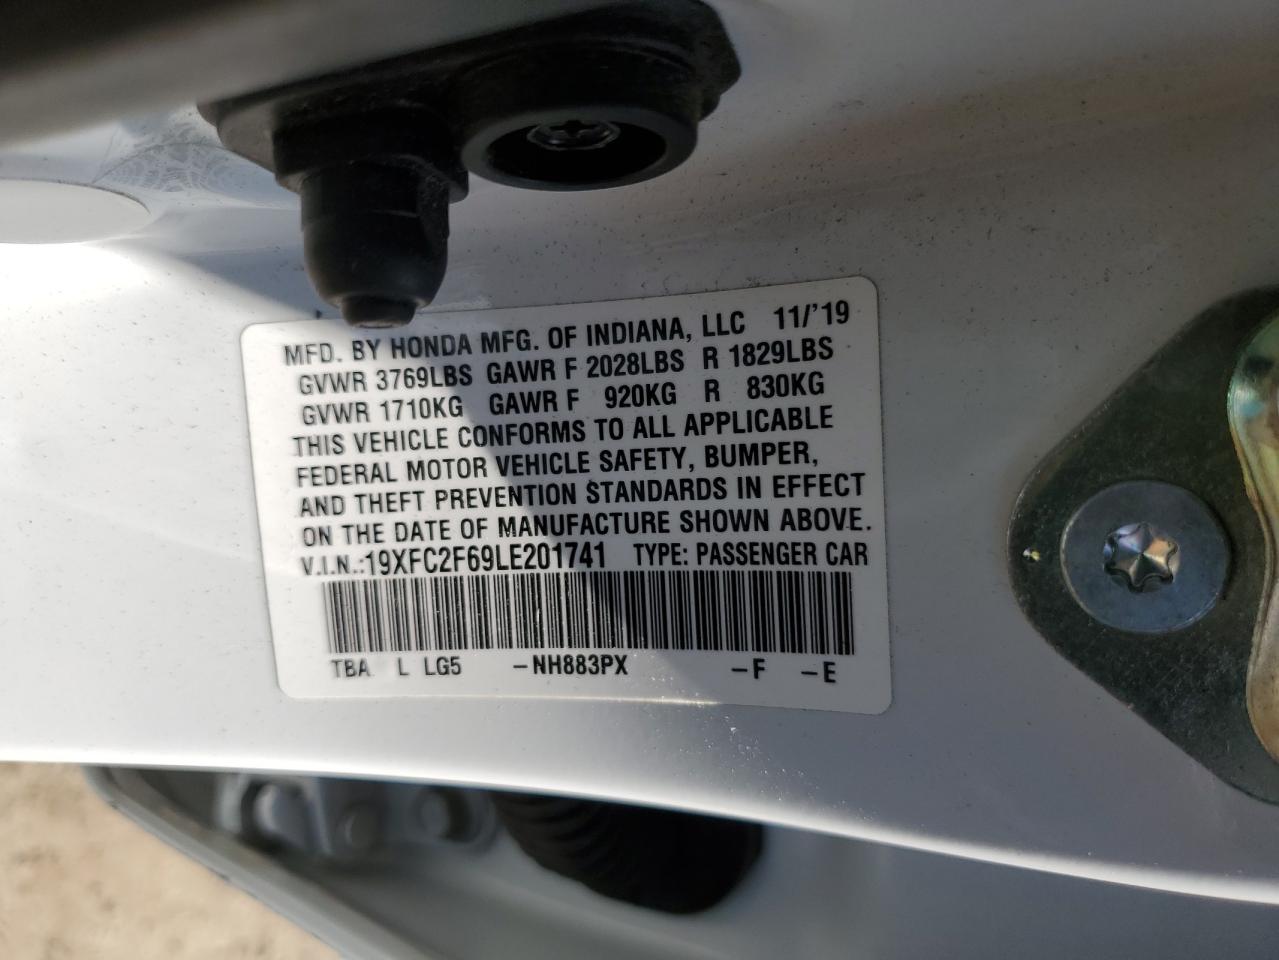 MFD. BY HONDA MFG. OF INDIANA, LLC 11/'19
GVWR 3769LBS GAWR F 2028LBS R 1829LBS
GVWR 1710KG GAWR F 920KG R 830KG
THIS VEHICLE CONFORMS TO ALL APPLICABLE
FEDERAL MOTOR VEHICLE SAFETY, BUMPER,
AND THEFT PREVENTION STANDARDS IN EFFECT
ON THE DATE OF MANUFACTURE SHOWN ABOVE.
V.I.N.:19XFC2F69LE201741 TYPE: PASSENGER CAR
TBA L LG5 –NH883PX –F –E